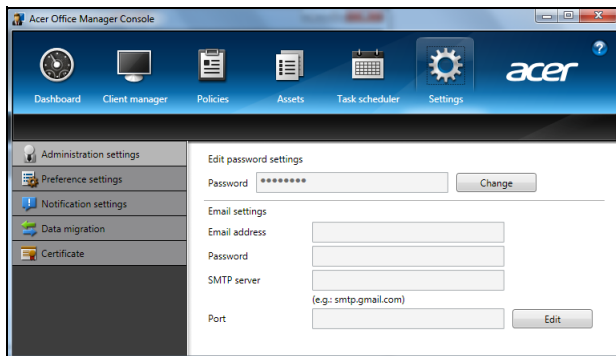 Acer Office Manager Console
?
acer
Dashboard
Client manager
Policies
Assets
Task scheduler
Settings
Administration settings
Preference settings
Notification settings
Data migration
Certificate
Edit password settings
Password ******** Change
Email settings
Email address
Password
SMTP server
(e.g.: smtp.gmail.com)
Port Edit